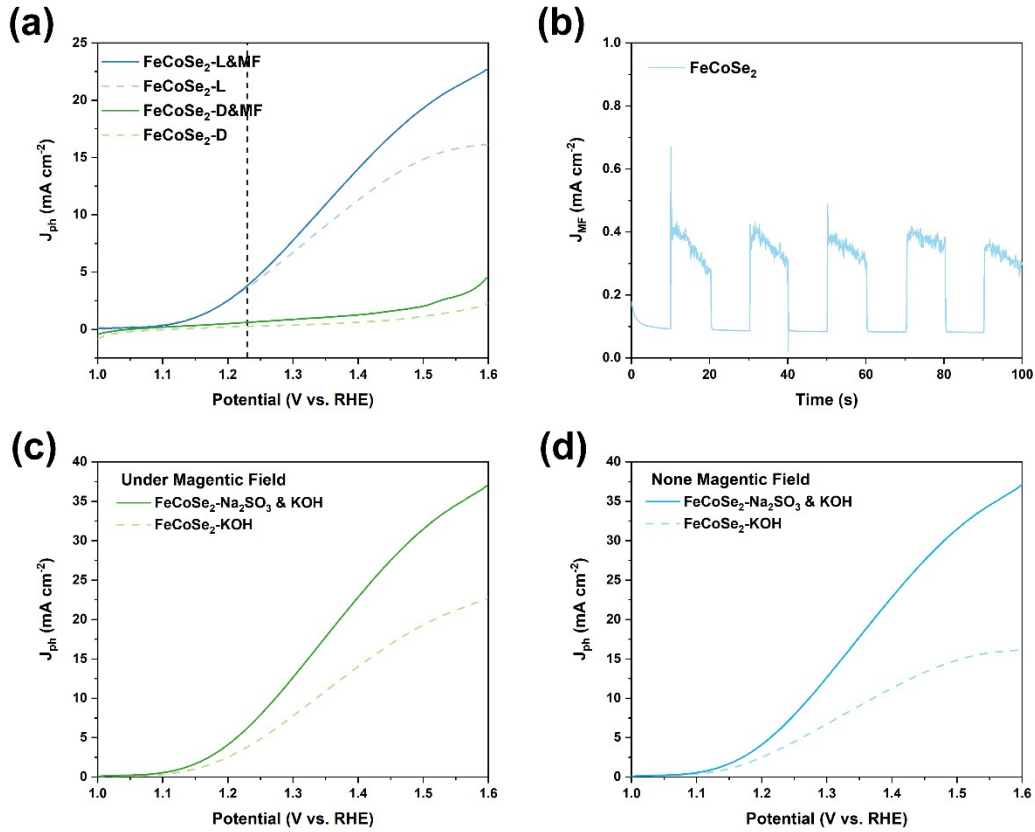 (a)
FeCoSe₂-L&MF
FeCoSe₂-L
FeCoSe₂-D&MF
FeCoSe₂-D
25
20
15
10
5
0
J_ph (mA cm⁻²)
1.0 1.1 1.2 1.3 1.4 1.5 1.6
Potential (V vs. RHE)
(b)
FeCoSe₂
1.0
0.8
0.6
0.4
0.2
0.0
J_MF (mA cm⁻²)
0 20 40 60 80 100
Time (s)
(c)
Under Magentic Field
FeCoSe₂-Na₂SO₃ & KOH
FeCoSe₂-KOH
40
35
30
25
20
15
10
5
0
J_ph (mA cm⁻²)
1.0 1.1 1.2 1.3 1.4 1.5 1.6
Potential (V vs. RHE)
(d)
None Magentic Field
FeCoSe₂-Na₂SO₃ & KOH
FeCoSe₂-KOH
40
35
30
25
20
15
10
5
0
J_ph (mA cm⁻²)
1.0 1.1 1.2 1.3 1.4 1.5 1.6
Potential (V vs. RHE)